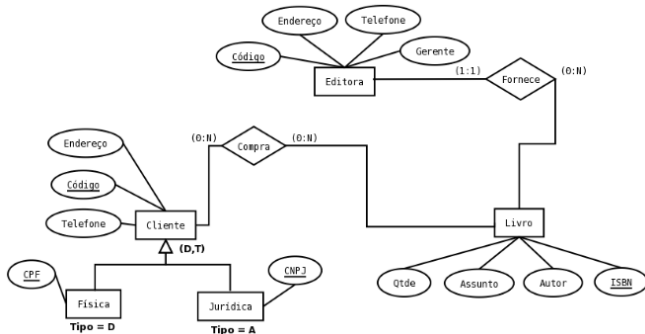 Endereço
Telefone
Código
Gerente
Editora
(1:1)
Fornece
(0:N)
Endereço
(0:N)
Compra
(0:N)
Código
Telefone
Cliente
Livro
(D,T)
CPF
CNPJ
Qtde
Assunto
Autor
ISBN
Física
Jurídica
Tipo = D
Tipo = A